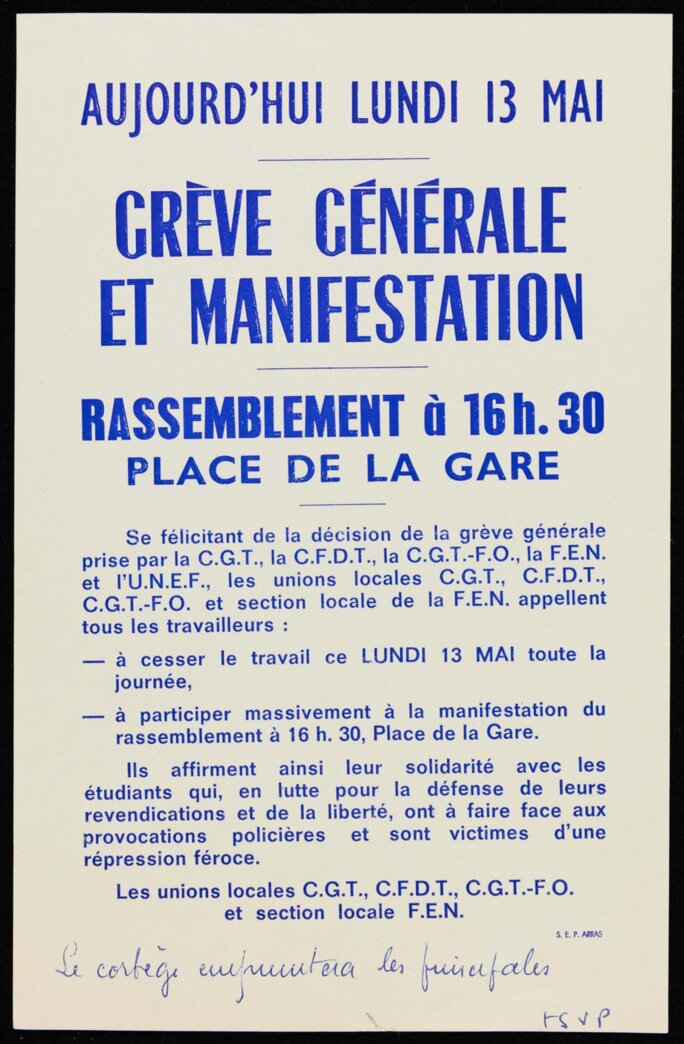 AUJOURD'HUI LUNDI 13 MAI
GRÈVE GÉNÉRALE
ET MANIFESTATION
RASSEMBLEMENT à 16 h. 30
PLACE DE LA GARE
Se félicitant de la décision de la grève générale
prise par la C.G.T., la C.F.D.T., la C.G.T.-F.O., la F.E.N.
et l'U.N.E.F., les unions locales C.G.T., C.F.D.T.,
C.G.T.-F.O. et section locale de la F.E.N. appellent
tous les travailleurs :
— à cesser le travail ce LUNDI 13 MAI toute la
journée,
— à participer massivement à la manifestation du
rassemblement à 16 h. 30, Place de la Gare.
Ils affirment ainsi leur solidarité avec les
étudiants qui, en lutte pour la défense de leurs
revendications et de la liberté, ont à faire face aux
provocations policières et sont victimes d'une
répression féroce.
Les unions locales C.G.T., C.F.D.T., C.G.T.-F.O.
et section locale F.E.N.
S. E. P. ARRAS
Le cortège empruntera les principales
TSVP